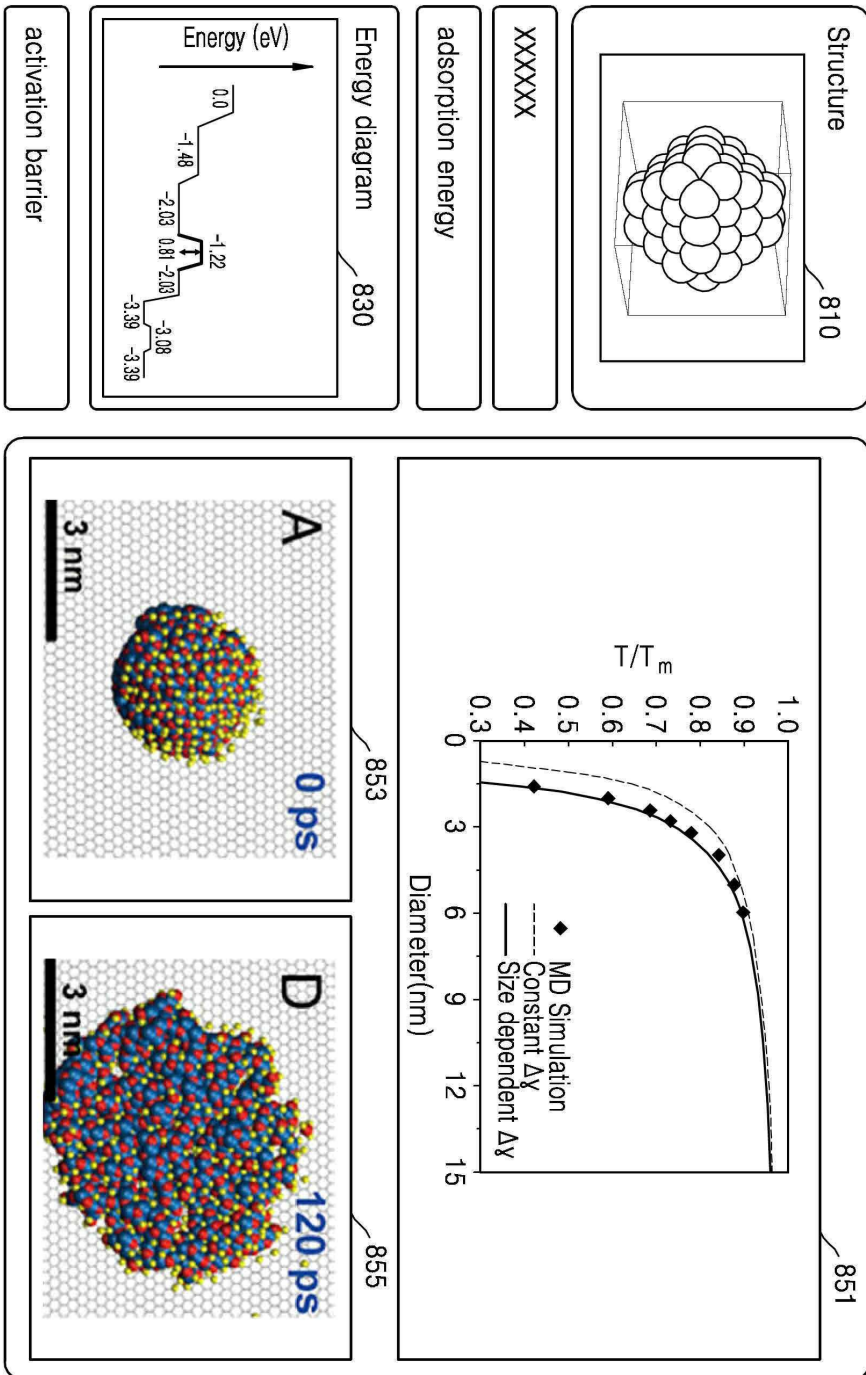 Structure
810
XXXXXX
adsorption energy
Energy diagram
830
Energy (eV)
0.0
-1.48
-2.03
0.81
-1.22
-2.03
-3.39
-3.08
-3.39
activation barrier
851
T/Tm
1.0
0.9
0.8
0.7
0.6
0.5
0.4
0.3
0
3
6
9
12
15
Diameter(nm)
MD Simulation
Constant Δγ
Size dependent Δγ
853
A
0 ps
3 nm
855
D
120 ps
3 nm